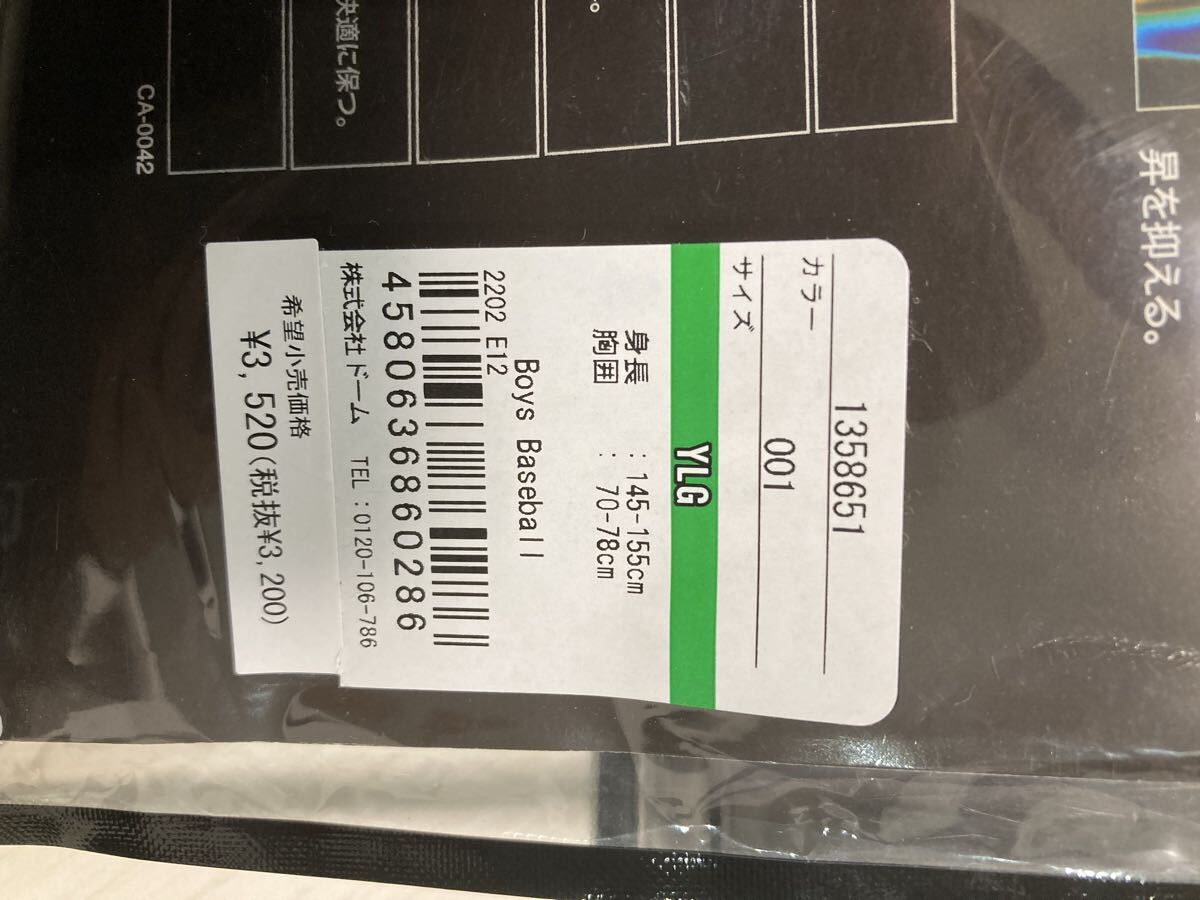 昇を抑える。
快適に保つ。
CA-0042
1358651
カラー 001
サイズ
YLG
身長 : 145-155cm
胸囲 : 70-78cm
Boys Baseball
2202 E12
4580636860286
株式会社ドーム TEL:0120-106-786
希望小売価格
¥3,520(税抜¥3,200)